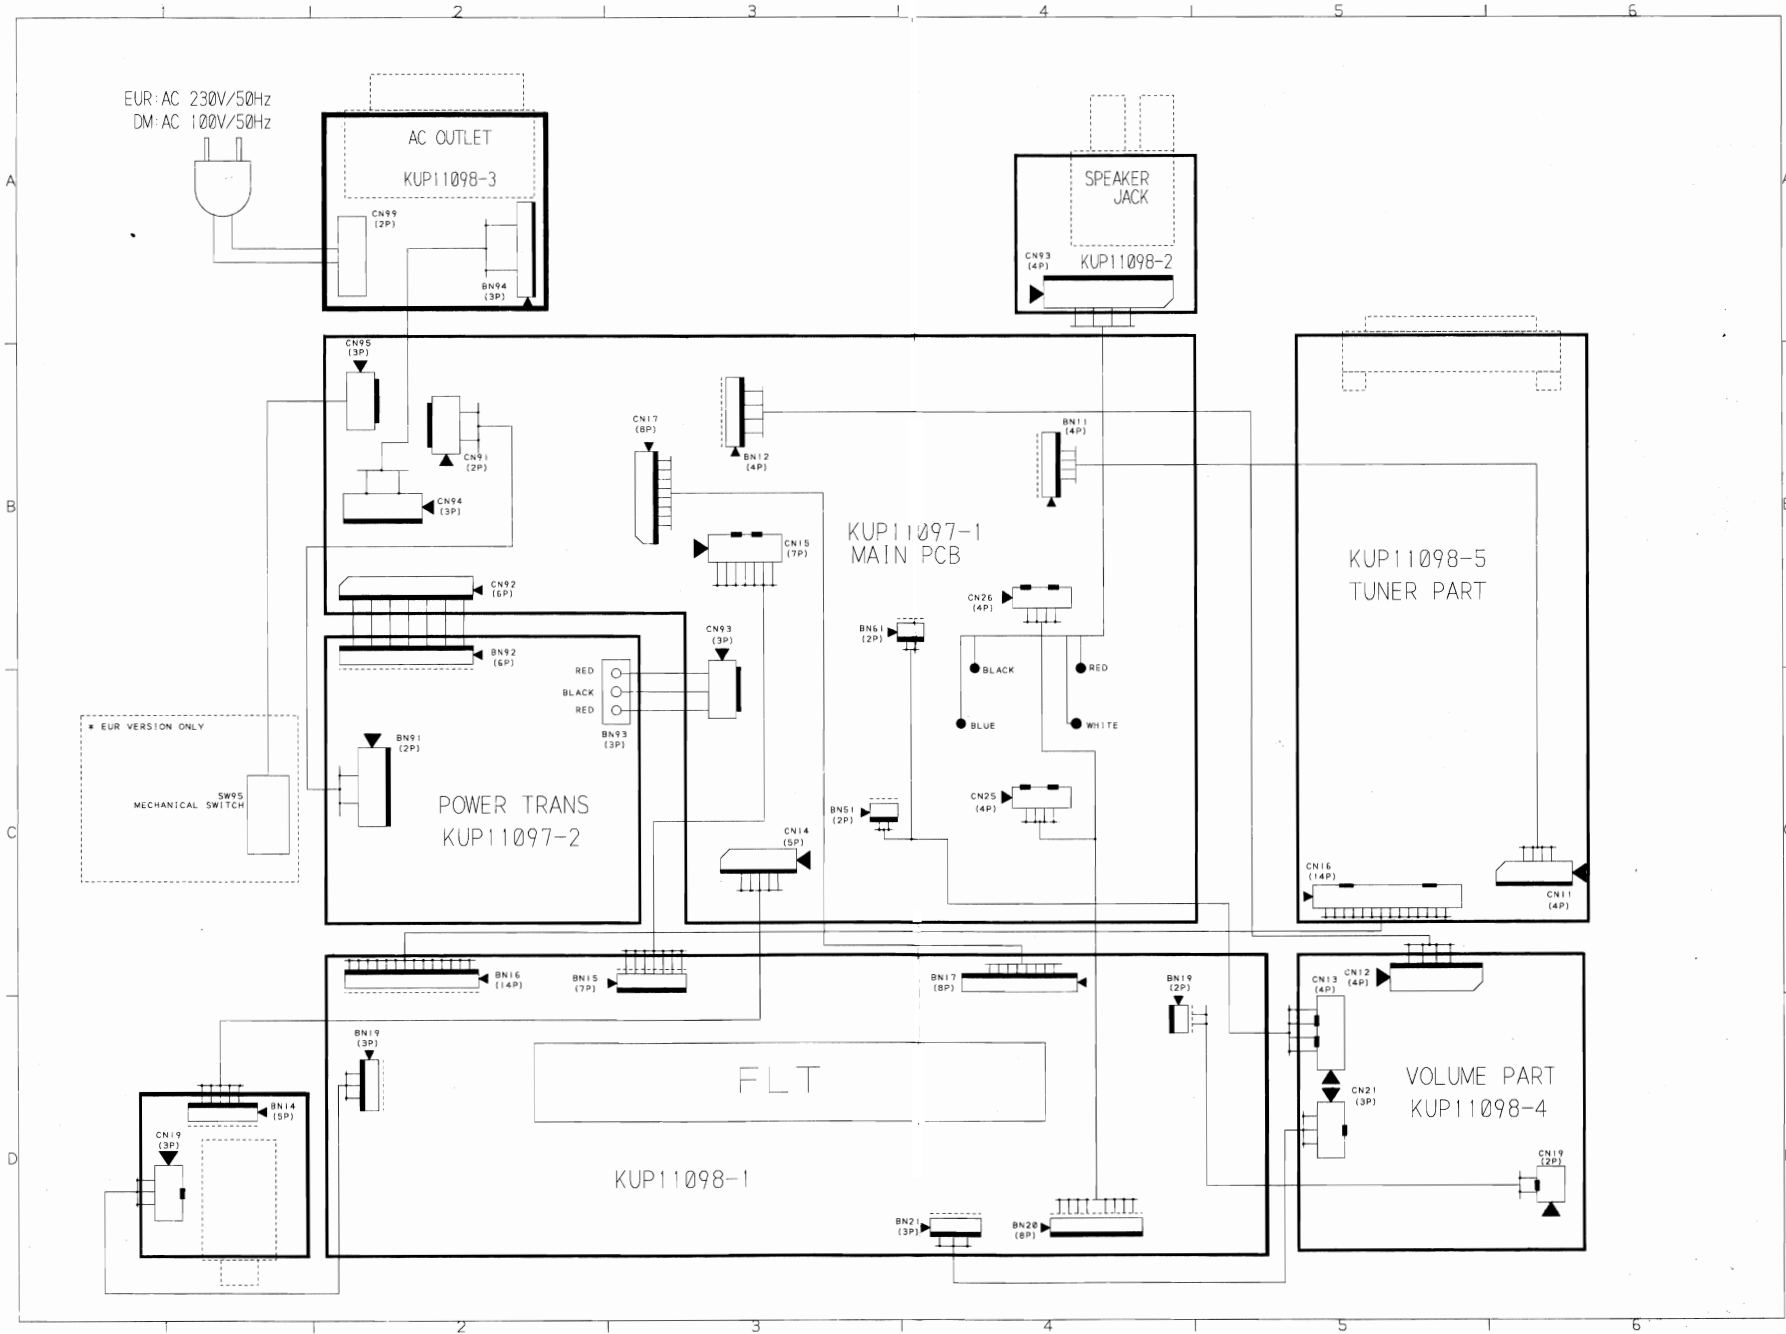 1 2 3 4 5 6
EUR:AC 230V/50Hz
DM:AC 100V/50Hz
AC OUTLET
KUP11098-3
CN99
(2P)
BN94
(3P)
A
SPEAKER
JACK
KUP11098-2
CN93
(4P)
CN95
(3P)
CN91
(2P)
CN94
(3P)
CN17
(8P)
BN12
(4P)
BN11
(4P)
B
CN15
(7P)
KUP11097-1
MAIN PCB
KUP11098-5
TUNER PART
CN92
(6P)
BN92
(6P)
CN93
(3P)
CN26
(4P)
BN61
(2P)
RED
BLACK
RED
BN93
(3P)
BLACK
RED
BLUE
WHITE
* EUR VERSION ONLY
SW95
MECHANICAL SWITCH
BN91
(2P)
POWER TRANS
KUP11097-2
C
BN51
(2P)
CN25
(4P)
CN14
(5P)
CN16
(14P)
CN11
(4P)
BN16
(14P)
BN15
(7P)
BN17
(8P)
BN19
(2P)
CN13
(4P)
CN12
(4P)
BN19
(3P)
FLT
VOLUME PART
KUP11098-4
CN21
(3P)
BN14
(5P)
CN19
(3P)
D
KUP11098-1
CN19
(2P)
BN21
(3P)
BN20
(8P)
2 3 4 5 6